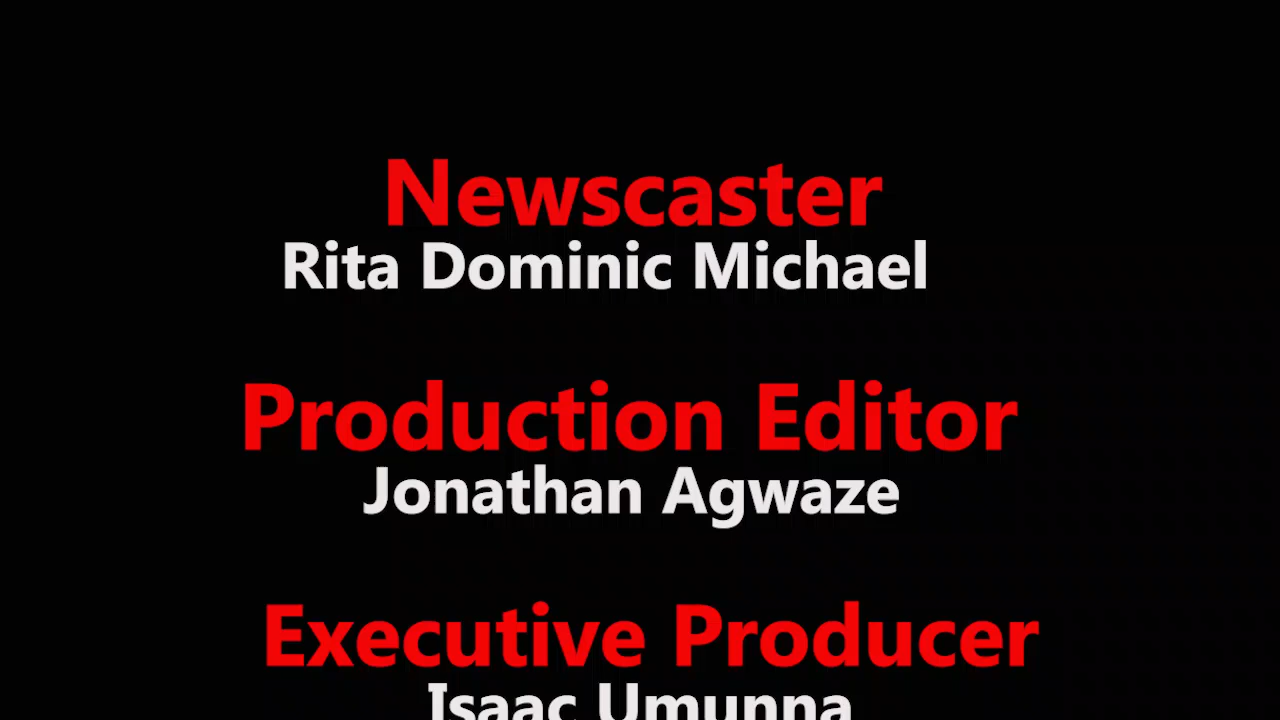 Newscaster
Rita Dominic Michael
Production Editor
Jonathan Agwaze
Executive Producer
Isaac Umunna